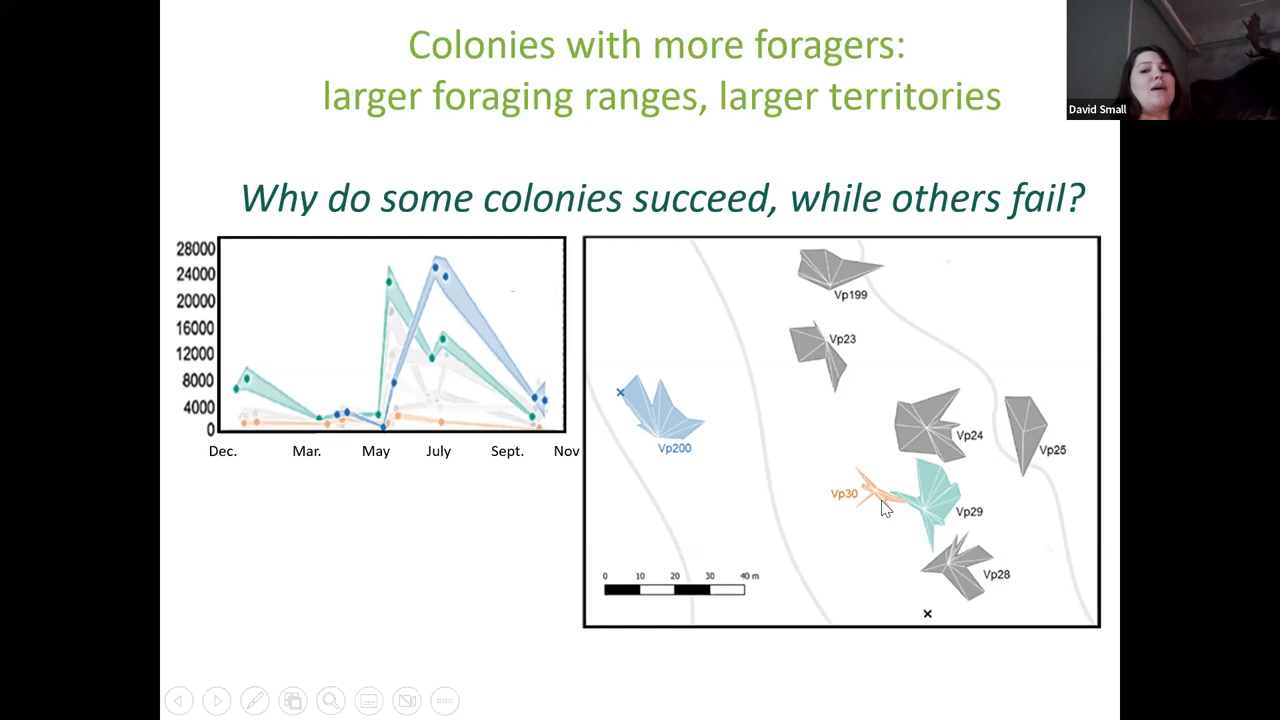 Colonies with more foragers:
larger foraging ranges, larger territories
David Small
Why do some colonies succeed, while others fail?
28000
24000
20000
16000
12000
8000
4000
0
Dec.
Mar.
May
July
Sept.
Nov
Vp199
Vp23
Vp200
Vp24
Vp25
Vp30
Vp29
Vp28
0 10 20 30 40 m